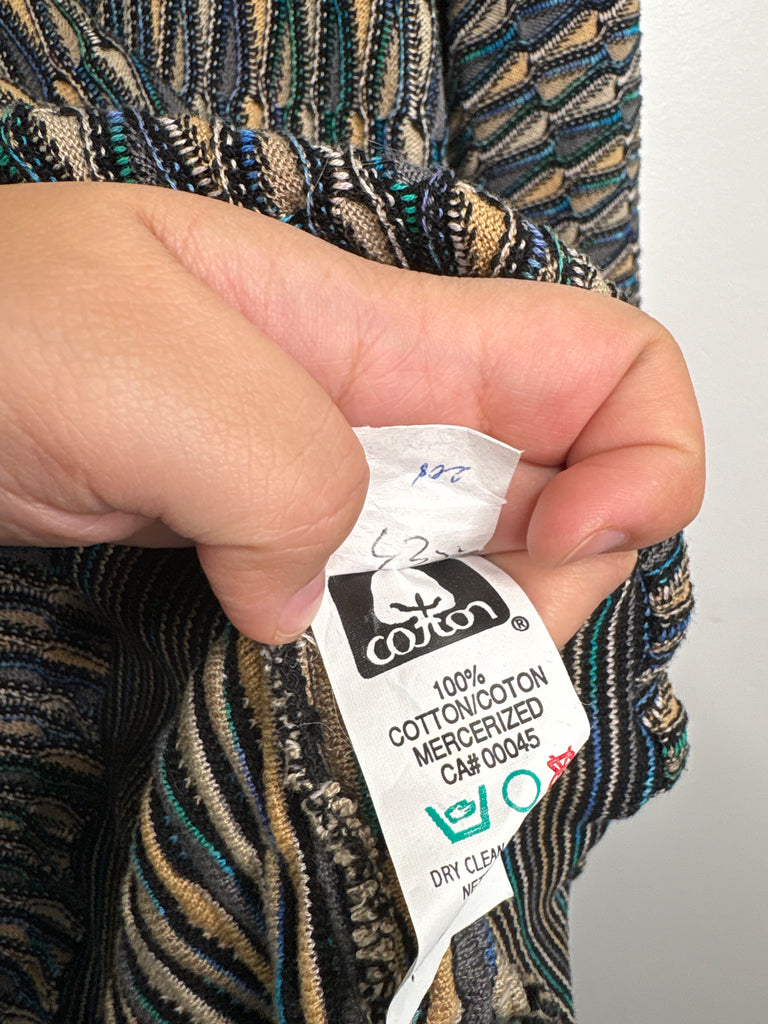 cotton®
100%
COTTON/COTON
MERCERIZED
CA# 00045
DRY CLEAN